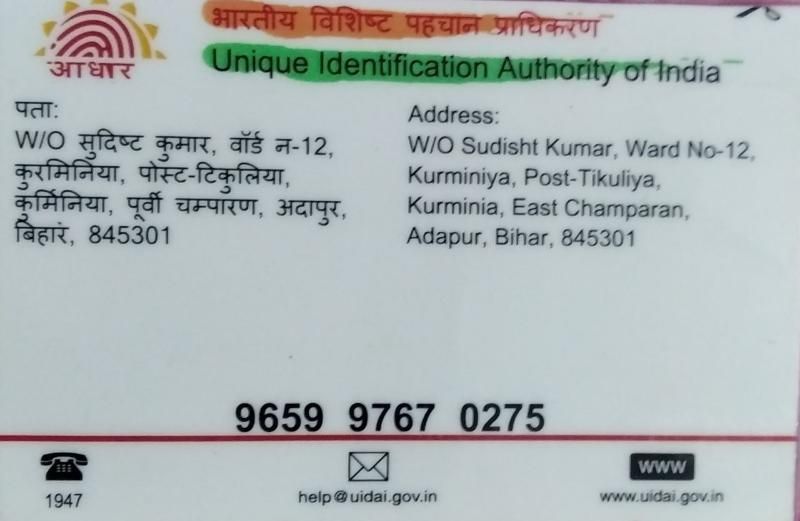 भारतीय विशिष्ट पहचान प्राधिकरण
आधार
Unique Identification Authority of India
पता:
W/O सुदिष्ट कुमार, वॉर्ड न-12,
कुरमिनिया, पोस्ट-टिकुलिया,
कुर्मिनिया, पूर्वी चम्पारण, अदापुर,
बिहार, 845301
Address:
W/O Sudisht Kumar, Ward No-12,
Kurminiya, Post-Tikuliya,
Kurminia, East Champaran,
Adapur, Bihar, 845301
9659 9767 0275
1947
help@uidai.gov.in
www
www.uidai.gov.in